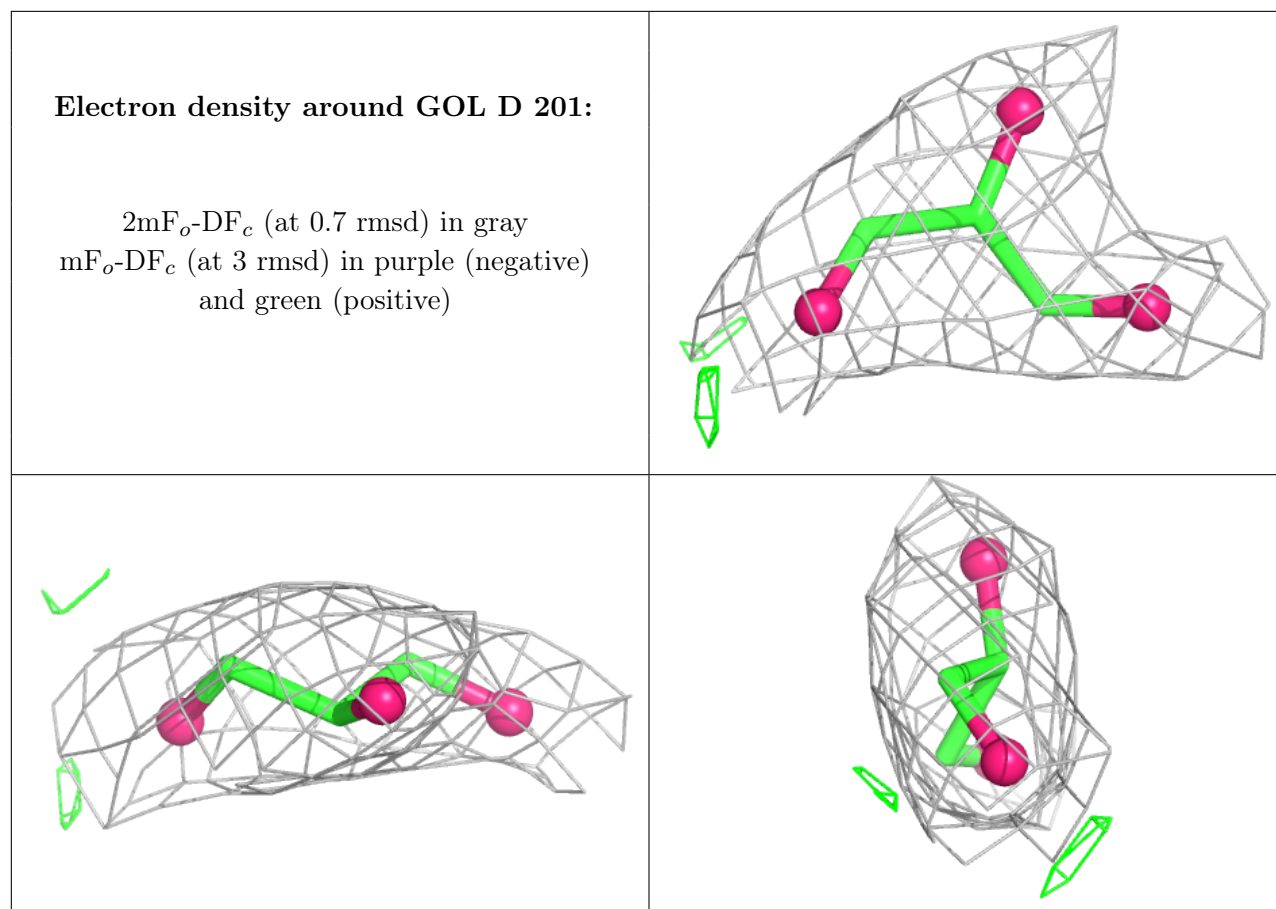 Electron density around GOL D 201:
2mFo-DFc (at 0.7 rmsd) in gray
mFo-DFc (at 3 rmsd) in purple (negative)
and green (positive)